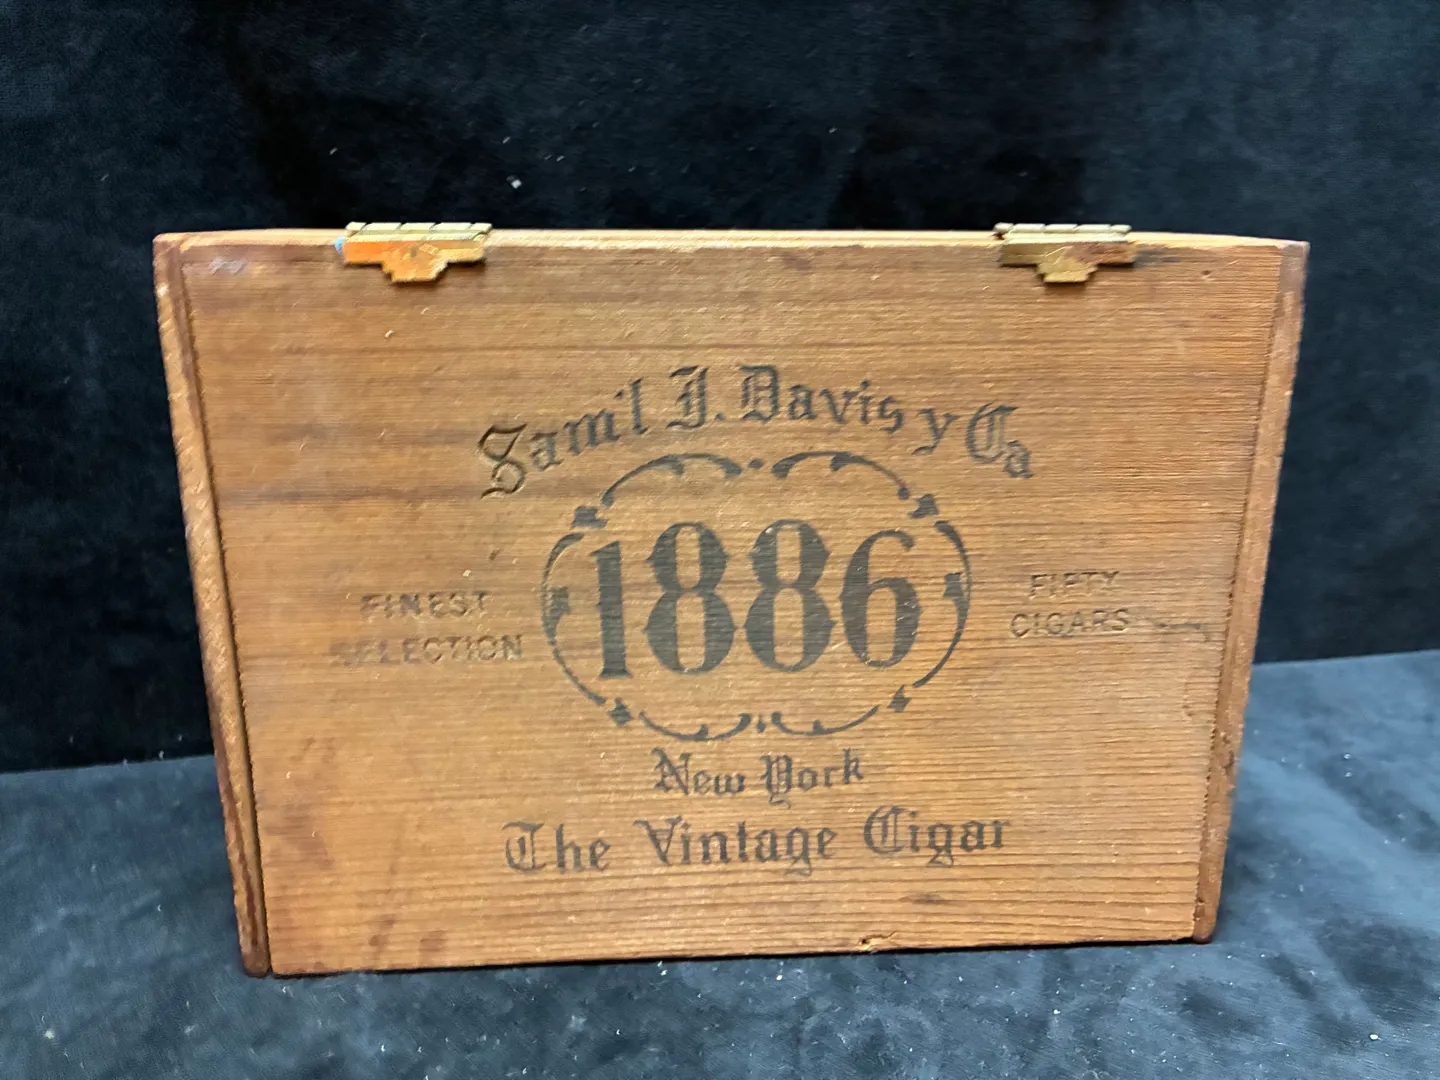 Sam'l J. Davis y Ca
1886
FINEST
SELECTION
FIFTY
CIGARS
New York
The Vintage Cigar